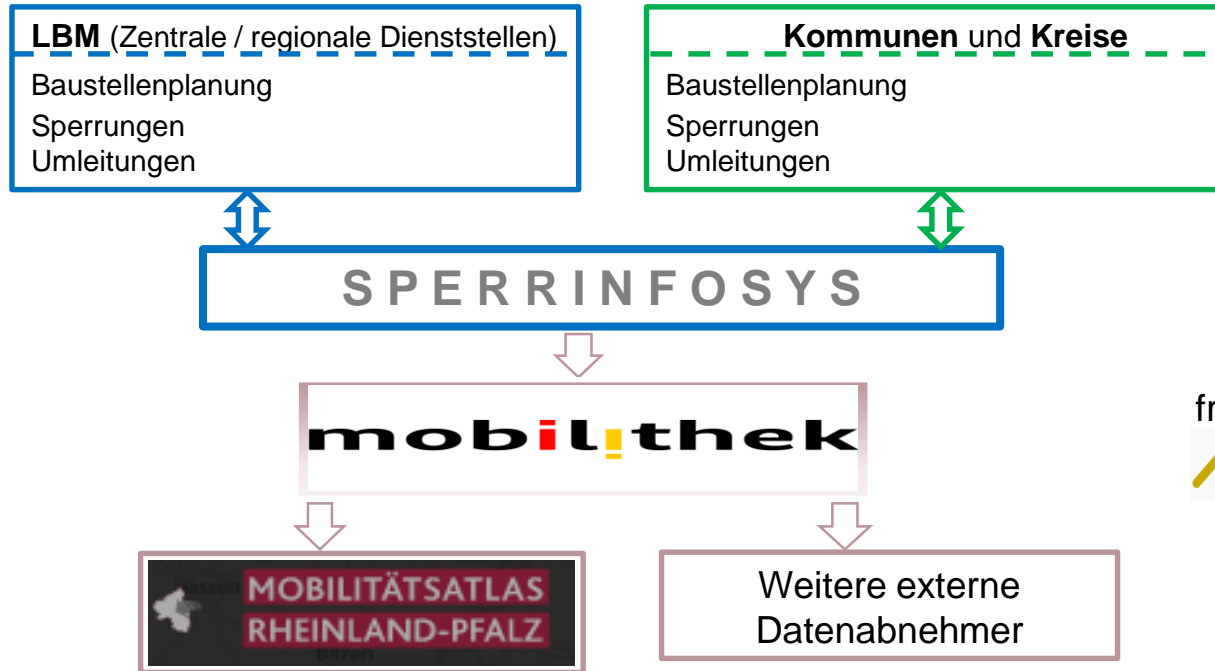 LBM (Zentrale / regionale Dienststellen)
Baustellenplanung
Sperrungen
Umleitungen
Kommunen und Kreise
Baustellenplanung
Sperrungen
Umleitungen
SPERRINFOSYS
mobilithek
fr
MOBILITÄTSATLAS
RHEINLAND-PFALZ
Weitere externe
Datenabnehmer